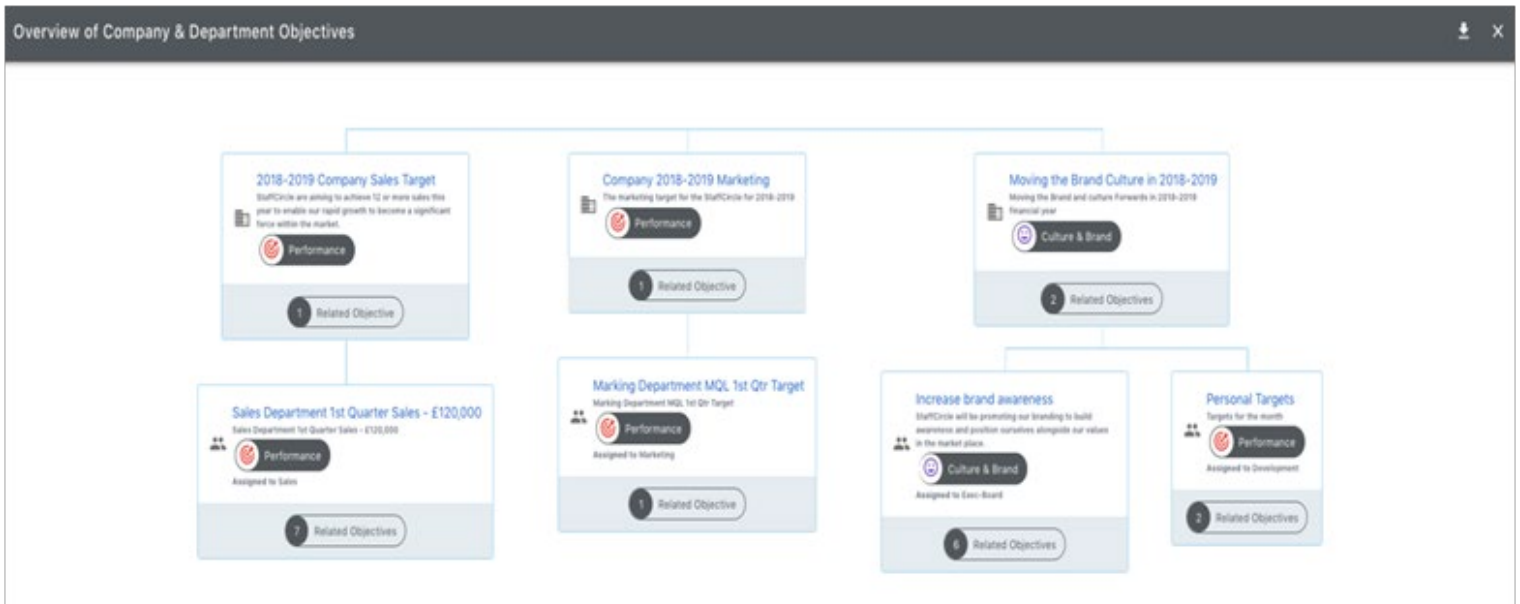 Overview of Company & Department Objectives
X
2018-2019 Company Sales Target
StaffCircle are aiming to achieve 12 or more sales this
year to enable our rapid growth to become a significant
force within the market.
Performance
1 Related Objective
Company 2018-2019 Marketing
The marketing target for the StaffCircle for 2018-2019
Performance
1 Related Objective
Moving the Brand Culture in 2018-2019
Moving the Brand and culture Forwards in 2018-2019
financial year
Culture & Brand
2 Related Objectives
Sales Department 1st Quarter Sales - £120,000
Sales Department 1st Quarter Sales - £120,000
Performance
Assigned to Sales
7 Related Objectives
Marking Department MQL 1st Qtr Target
Marking Department MQL 1st Qtr Target
Performance
Assigned to Marketing
1 Related Objective
Increase brand awareness
StaffCircle will be promoting our branding to build
awareness and position ourselves alongside our values
in the market place.
Culture & Brand
Assigned to Exec-Board
6 Related Objectives
Personal Targets
Targets for the month
Performance
Assigned to Development
2 Related Objectives